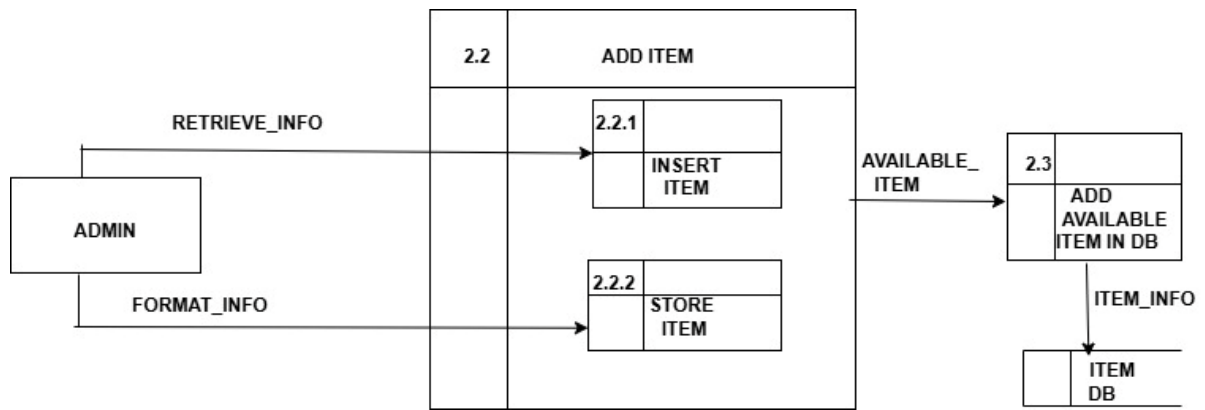 2.2 ADD ITEM
RETRIEVE_INFO
2.2.1
INSERT
ITEM
AVAILABLE_
ITEM
2.3
ADD
AVAILABLE
ITEM IN DB
ADMIN
FORMAT_INFO
2.2.2
STORE
ITEM
ITEM_INFO
ITEM
DB